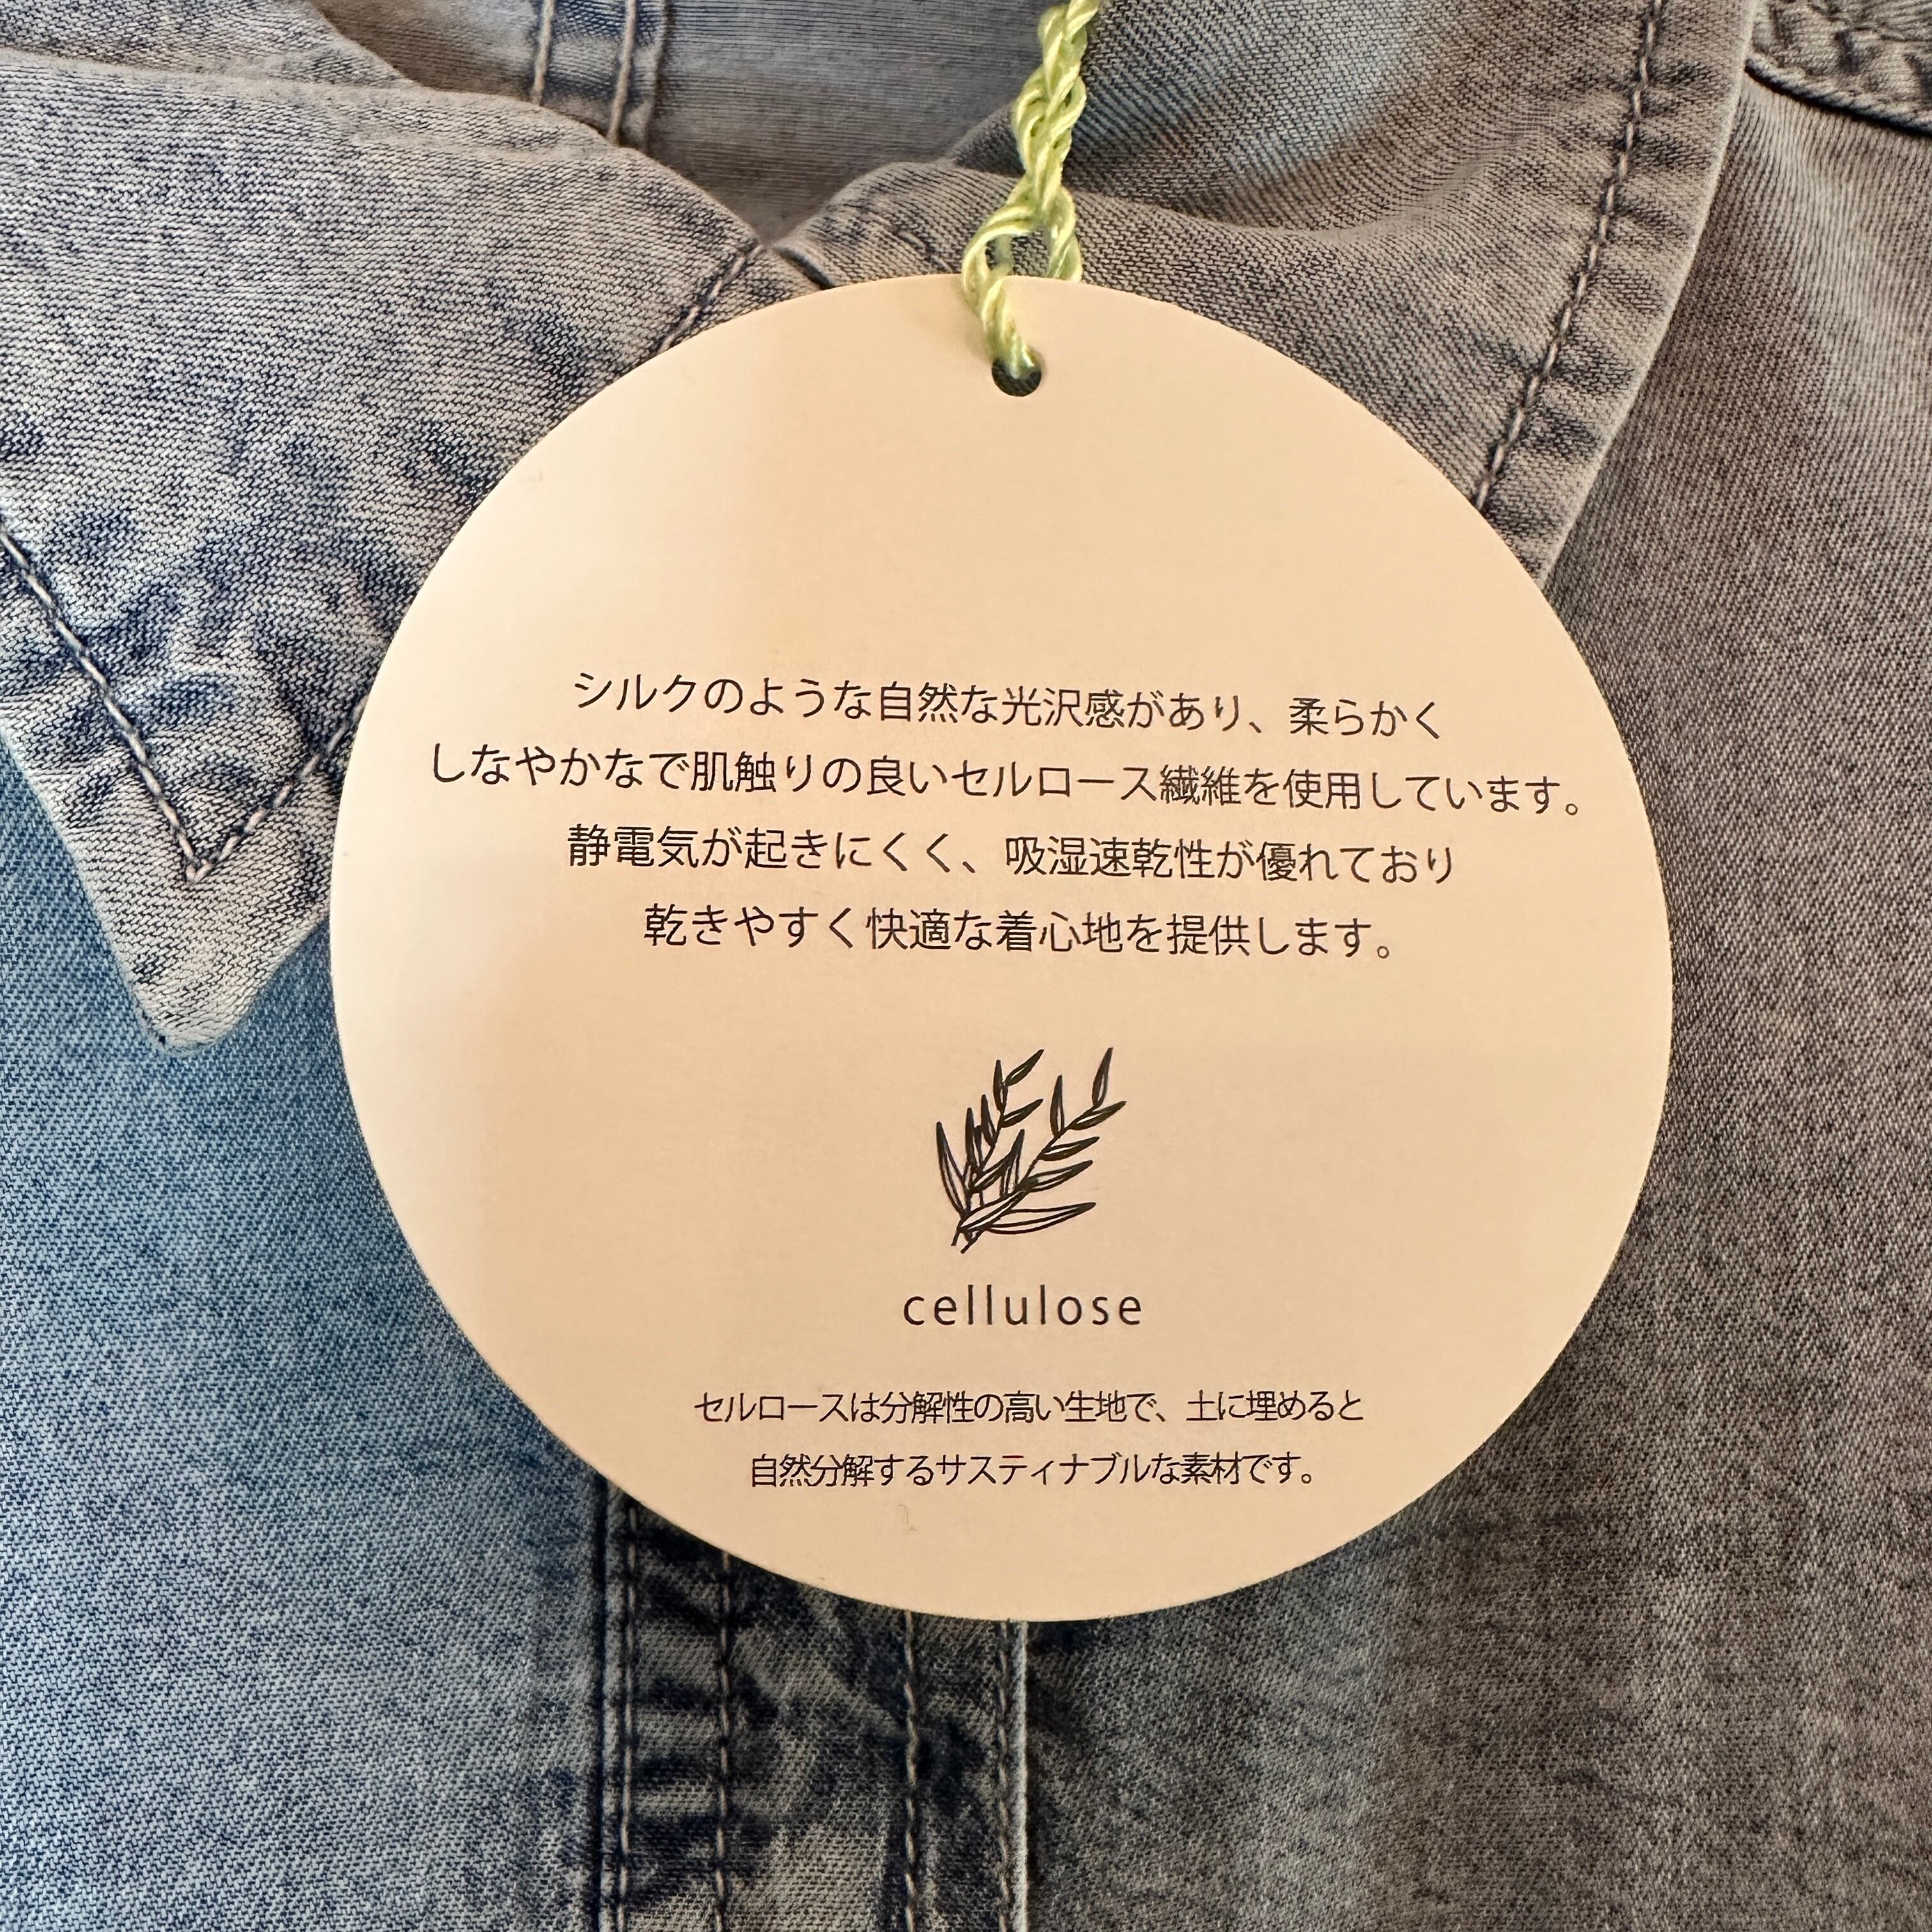 シルクのような自然な光沢感があり、柔らかく
しなやかなで肌触りの良いセルロース繊維を使用しています。
静電気が起きにくく、吸湿速乾性が優れており
乾きやすく快適な着心地を提供します。
cellulose
セルロースは分解性の高い生地で、土に埋めると
自然分解するサスティナブルな素材です。